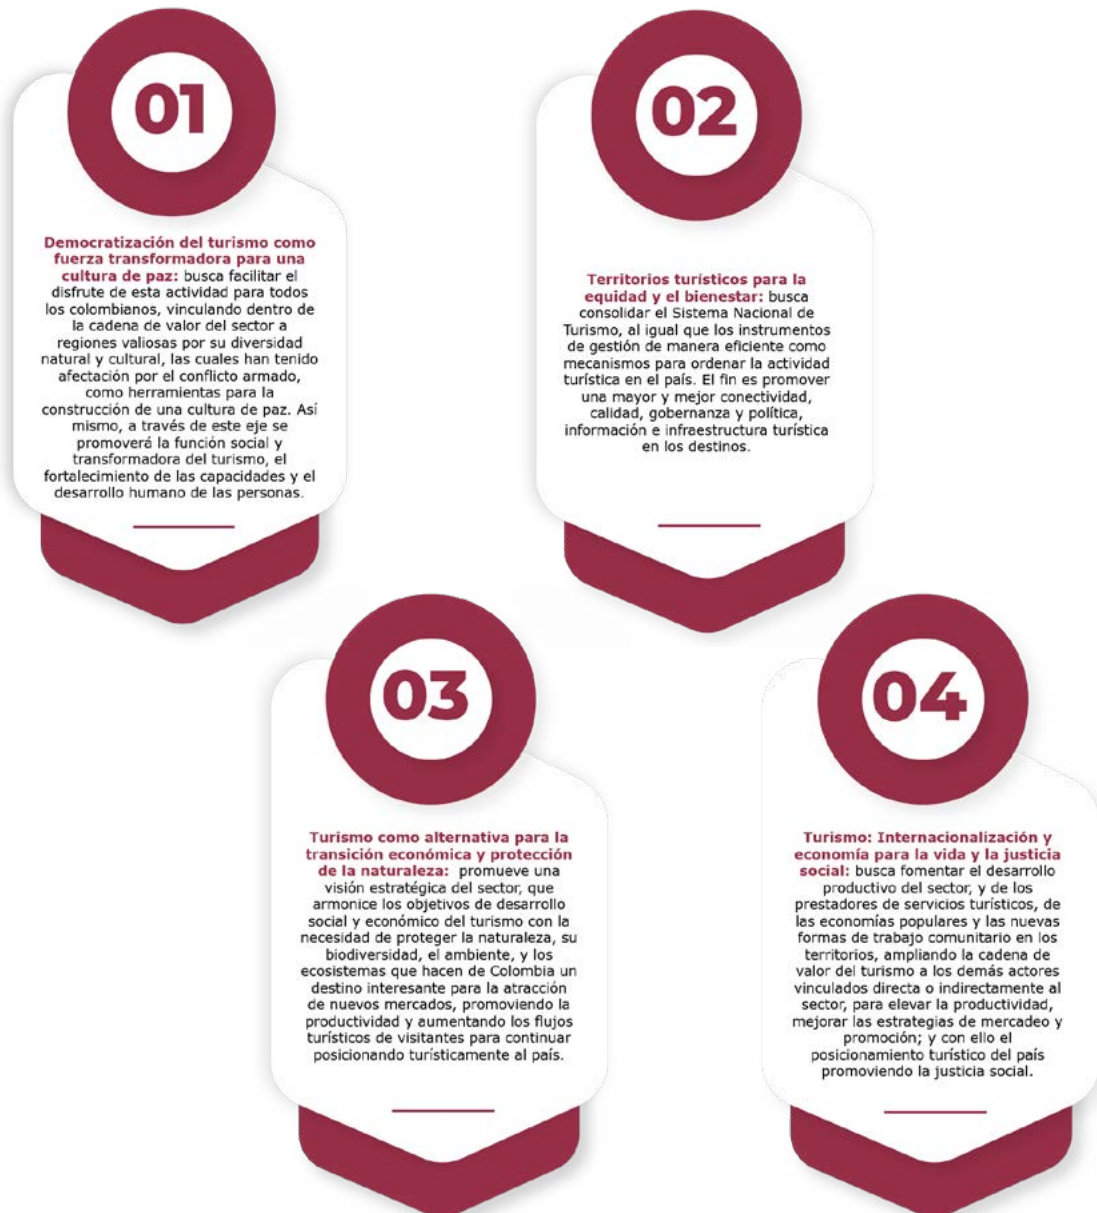 01
Democratización del turismo como
fuerza transformadora para una
cultura de paz: busca facilitar el
disfrute de esta actividad para todos
los colombianos, vinculando dentro de
la cadena de valor del sector a
regiones valiosas por su diversidad
natural y cultural, las cuales han tenido
afectación por el conflicto armado,
como herramientas para la
construcción de una cultura de paz. Así
mismo, a través de este eje se
promoverá la función social y
transformadora del turismo, el
fortalecimiento de las capacidades y el
desarrollo humano de las personas.
02
Territorios turísticos para la
equidad y el bienestar: busca
consolidar el Sistema Nacional de
Turismo, al igual que los instrumentos
de gestión de manera eficiente como
mecanismos para ordenar la actividad
turística en el país. El fin es promover
una mayor y mejor conectividad,
calidad, gobernanza y política,
información e infraestructura turística
en los destinos.
03
Turismo como alternativa para la
transición económica y protección
de la naturaleza: promueve una
visión estratégica del sector, que
armonice los objetivos de desarrollo
social y económico del turismo con la
necesidad de proteger la naturaleza, su
biodiversidad, el ambiente, y los
ecosistemas que hacen de Colombia un
destino interesante para la atracción
de nuevos mercados, promoviendo la
productividad y aumentando los flujos
turísticos de visitantes para continuar
posicionando turísticamente al país.
04
Turismo: Internacionalización y
economía para la vida y la justicia
social: busca fomentar el desarrollo
productivo del sector, y de los
prestadores de servicios turísticos, de
las economías populares y las nuevas
formas de trabajo comunitario en los
territorios, ampliando la cadena de
valor del turismo a los demás actores
vinculados directa o indirectamente al
sector, para elevar la productividad,
mejorar las estrategias de mercadeo y
promoción; y con ello el
posicionamiento turístico del país
promoviendo la justicia social.